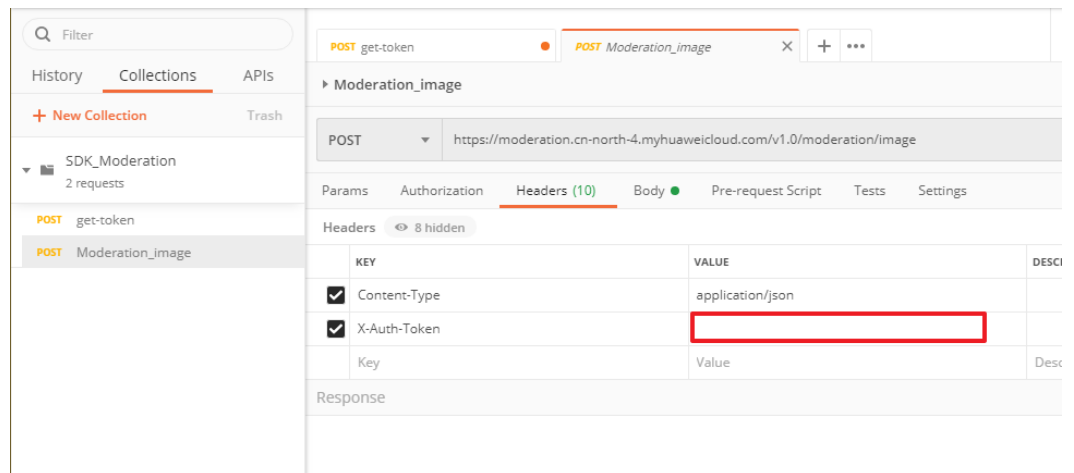 Filter
History Collections APIs
+ New Collection Trash
SDK_Moderation
2 requests
POST get-token
POST Moderation_image
POST get-token POST Moderation_image
Moderation_image
POST https://moderation.cn-north-4.myhuaweicloud.com/v1.0/moderation/image
Params Authorization Headers (10) Body Pre-request Script Tests Settings
Headers 8 hidden
KEY VALUE DESCI
Content-Type application/json
X-Auth-Token
Key Value Desc
Response